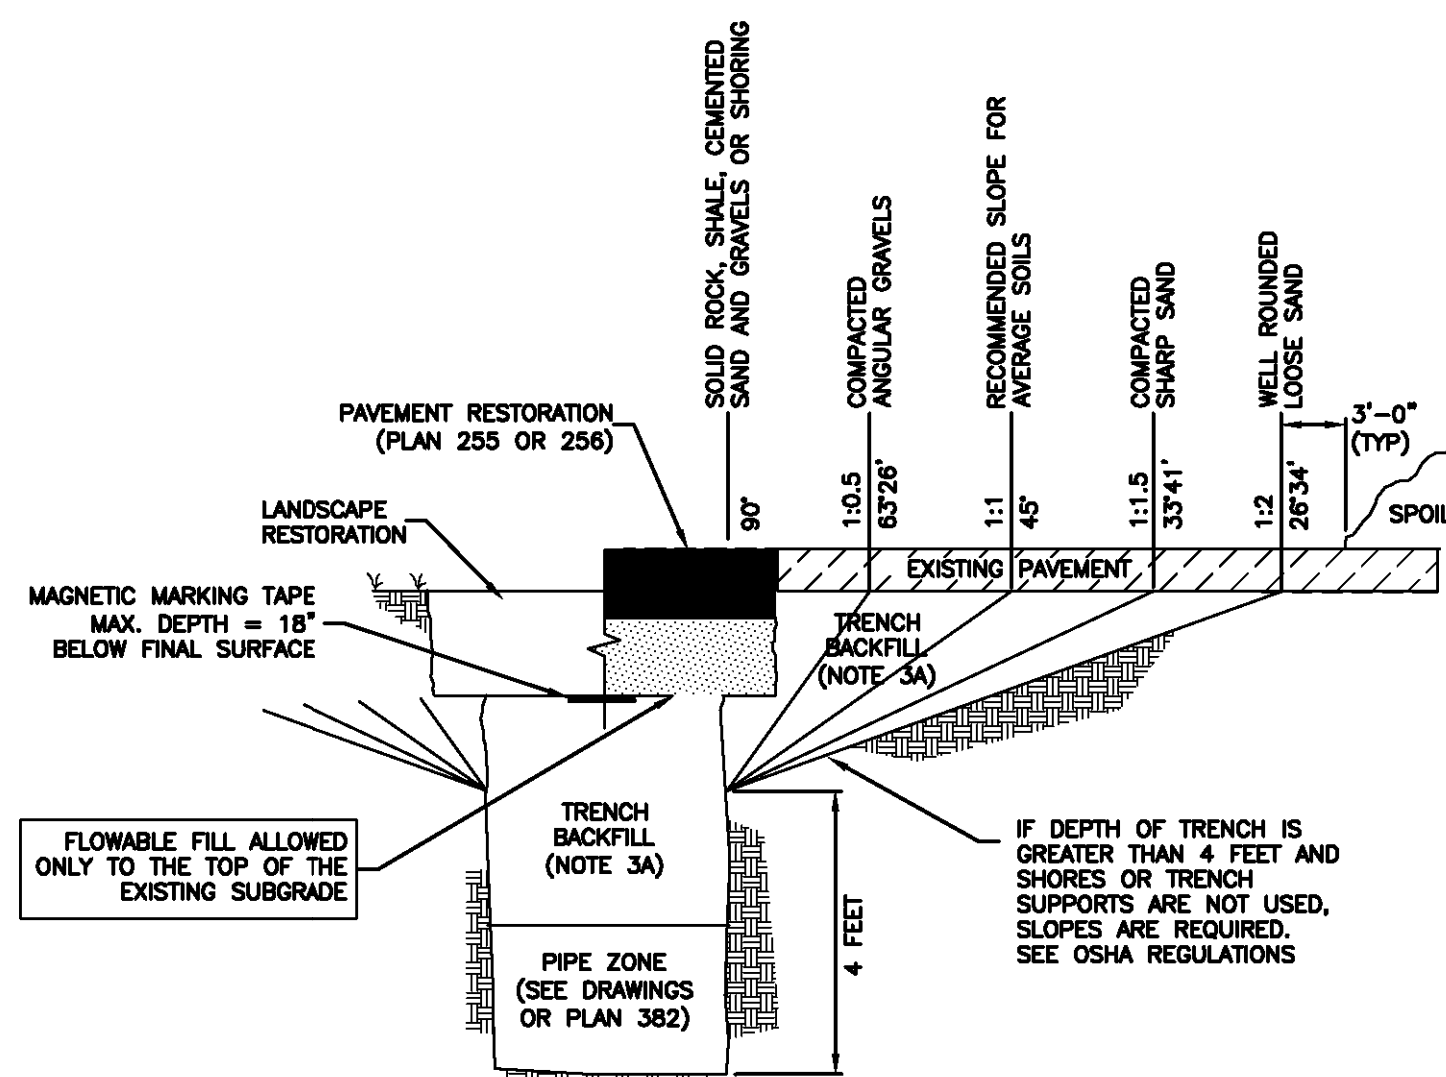 SOLID ROCK, SHALE, CEMENTED
SAND AND GRAVELS OR SHORING
90°
COMPACTED
ANGULAR GRAVELS
1:0.5
63°26'
RECOMMENDED SLOPE FOR
AVERAGE SOILS
1:1
45°
COMPACTED
SHARP SAND
1:1.5
33°41'
WELL ROUNDED
LOOSE SAND
1:2
26°34'
3'-0"
(TYP)
SPOIL
PAVEMENT RESTORATION
(PLAN 255 OR 256)
LANDSCAPE
RESTORATION
MAGNETIC MARKING TAPE
MAX. DEPTH = 18"
BELOW FINAL SURFACE
EXISTING PAVEMENT
TRENCH
BACKFILL
(NOTE 3A)
FLOWABLE FILL ALLOWED
ONLY TO THE TOP OF THE
EXISTING SUBGRADE
TRENCH
BACKFILL
(NOTE 3A)
PIPE ZONE
(SEE DRAWINGS
OR PLAN 382)
4 FEET
IF DEPTH OF TRENCH IS
GREATER THAN 4 FEET AND
SHORES OR TRENCH
SUPPORTS ARE NOT USED,
SLOPES ARE REQUIRED.
SEE OSHA REGULATIONS